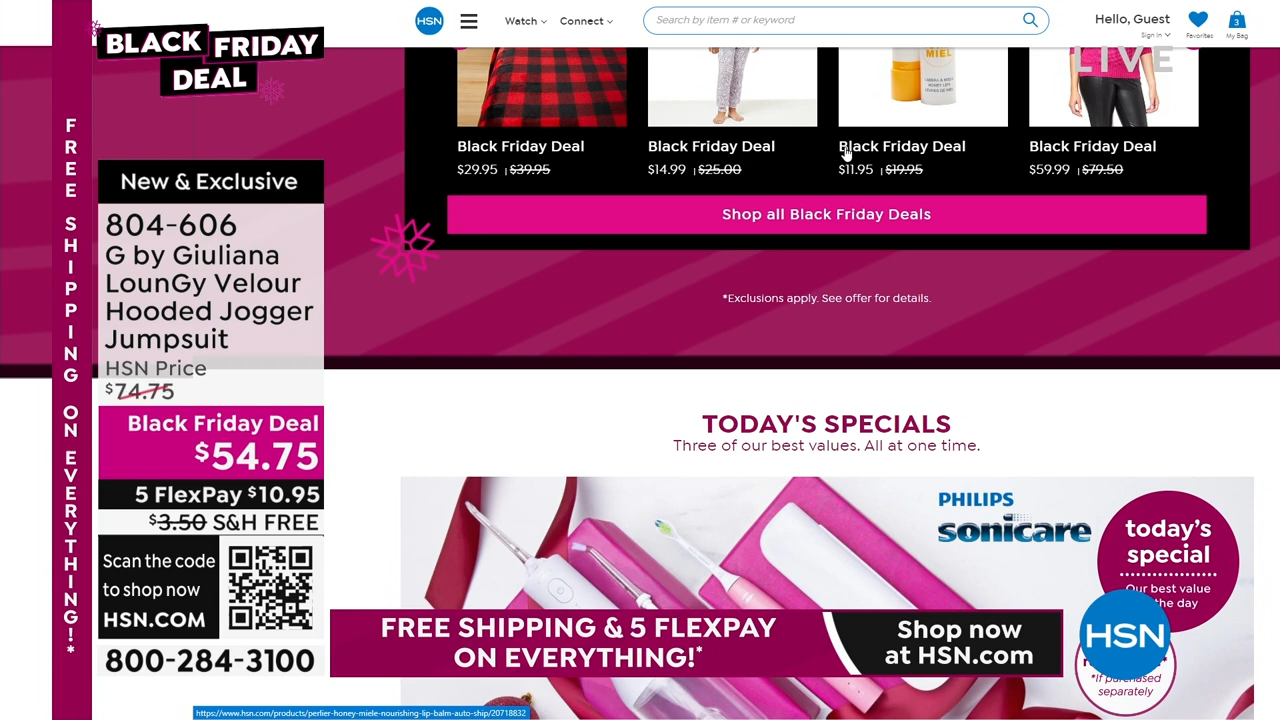 FREE SHIPPING ON EVERYTHING!*
BLACK FRIDAY
DEAL
New & Exclusive
804-606
G by Giuliana
LounGy Velour
Hooded Jogger
Jumpsuit
HSN Price
$74.75
Black Friday Deal
$54.75
5 FlexPay $10.95
$3.50 S&H FREE
Scan the code
to shop now
HSN.COM
800-284-3100
HSN
Watch
Connect
Search by item # or keyword
Hello, Guest
Sign in
Favorites
3
My Bag
LIVE
MIEL
Black Friday Deal
$29.95 | $39.95
Black Friday Deal
$14.99 | $25.00
Black Friday Deal
$11.95 | $19.95
Black Friday Deal
$59.99 | $79.50
Shop all Black Friday Deals
*Exclusions apply. See offer for details.
TODAY'S SPECIALS
Three of our best values. All at one time.
PHILIPS
sonicare
today's
special
Our best value
the day
HSN
*If purchased
separately
FREE SHIPPING & 5 FLEXPAY
ON EVERYTHING!*
Shop now
at HSN.com
https://www.hsn.com/products/perlier-honey-miele-nourishing-lip-balm-auto-ship/20718832